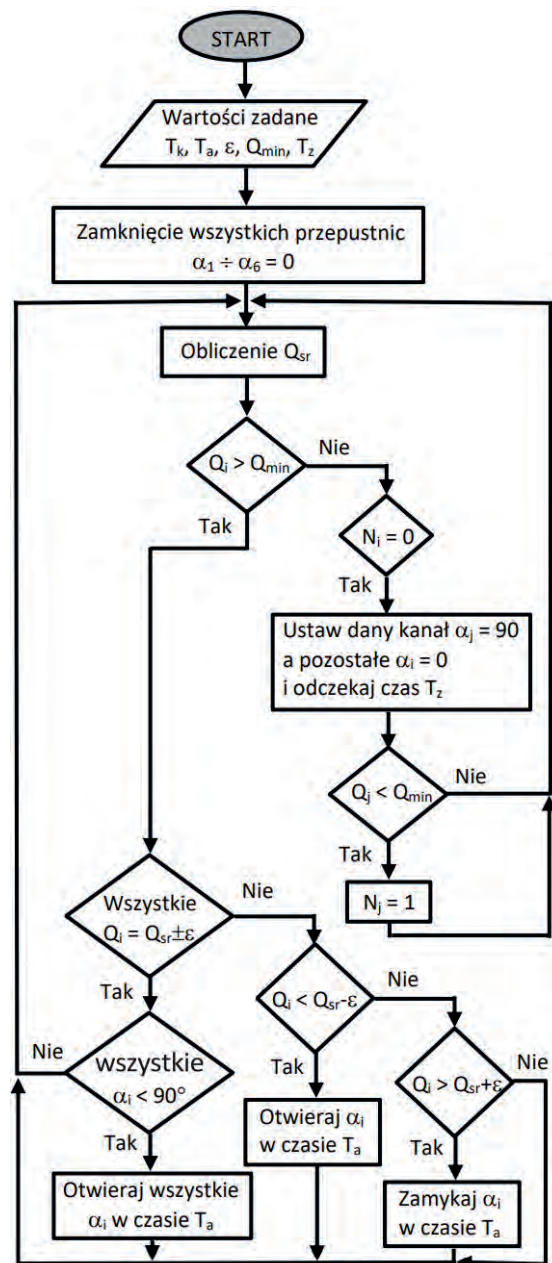 START
Wartości zadane
Tk, Ta, ε, Qmin, Tz
Zamknięcie wszystkich przepustnic
α1 ÷ α6 = 0
Obliczenie Qsr
Qi > Qmin
Nie
Tak
Ni = 0
Tak
Ustaw dany kanał αj = 90
a pozostałe αi = 0
i odczekaj czas Tz
Qj < Qmin
Nie
Tak
Nj = 1
Wszystkie
Qi = Qsr±ε
Nie
Tak
Qi < Qsr-ε
Nie
Tak
wszystkie
αi < 90°
Nie
Tak
Qi > Qsr+ε
Nie
Tak
Otwieraj αi
w czasie Ta
Otwieraj wszystkie
αi w czasie Ta
Zamykaj αi
w czasie Ta